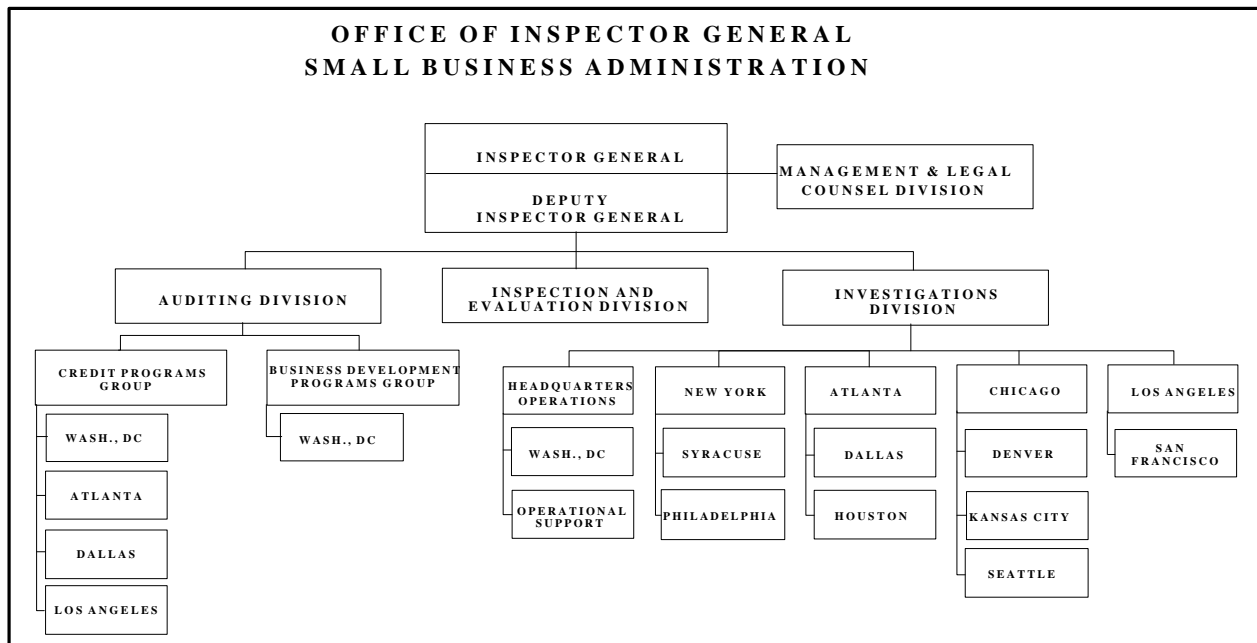 OFFICE OF INSPECTOR GENERAL
SMALL BUSINESS ADMINISTRATION
INSPECTOR GENERAL
DEPUTY
INSPECTOR GENERAL
MANAGEMENT & LEGAL
COUNSEL DIVISION
AUDITING DIVISION
INSPECTION AND
EVALUATION DIVISION
INVESTIGATIONS
DIVISION
CREDIT PROGRAMS
GROUP
WASH., DC
ATLANTA
DALLAS
LOS ANGELES
BUSINESS DEVELOPMENT
PROGRAMS GROUP
WASH., DC
HEADQUARTERS
OPERATIONS
WASH., DC
OPERATIONAL
SUPPORT
NEW YORK
SYRACUSE
PHILADELPHIA
ATLANTA
DALLAS
HOUSTON
CHICAGO
DENVER
KANSAS CITY
SEATTLE
LOS ANGELES
SAN
FRANCISCO